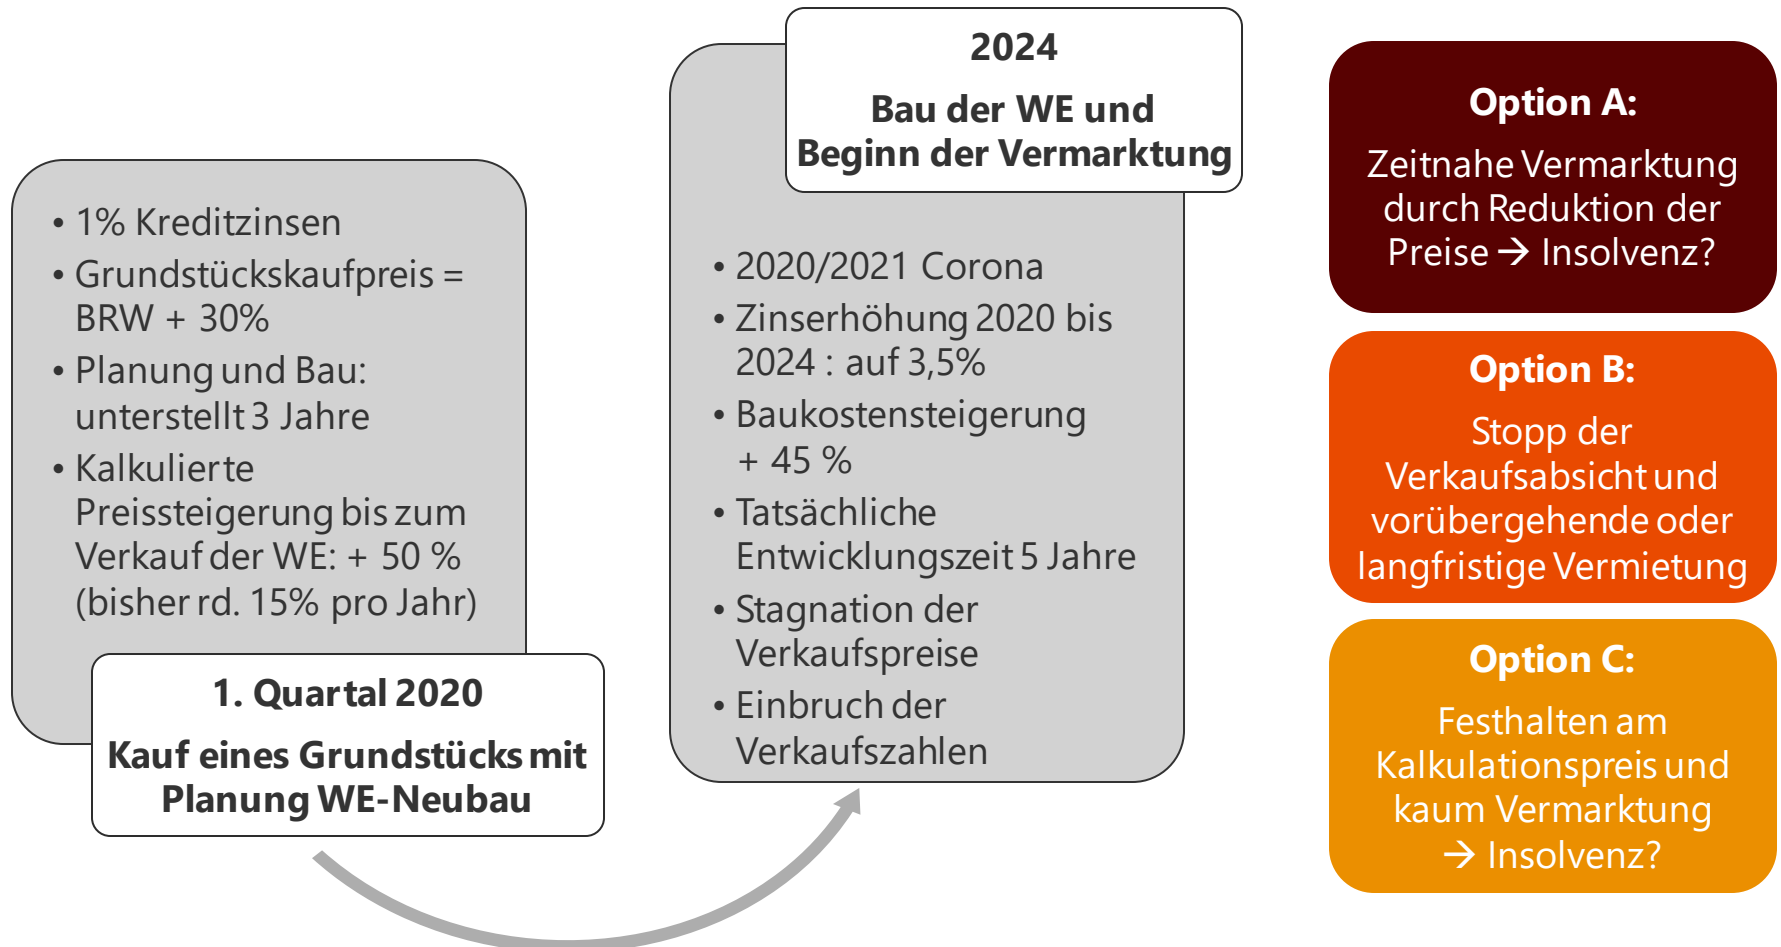 • 1% Kreditzinsen
• Grundstückskaufpreis =
BRW + 30%
• Planung und Bau:
unterstellt 3 Jahre
• Kalkulierte
Preissteigerung bis zum
Verkauf der WE: + 50 %
(bisher rd. 15% pro Jahr)
1. Quartal 2020
Kauf eines Grundstücks mit
Planung WE-Neubau
2024
Bau der WE und
Beginn der Vermarktung
• 2020/2021 Corona
• Zinserhöhung 2020 bis
2024 : auf 3,5%
• Baukostensteigerung
+ 45 %
• Tatsächliche
Entwicklungszeit 5 Jahre
• Stagnation der
Verkaufspreise
• Einbruch der
Verkaufszahlen
Option A:
Zeitnahe Vermarktung
durch Reduktion der
Preise → Insolvenz?
Option B:
Stopp der
Verkaufsabsicht und
vorübergehende oder
langfristige Vermietung
Option C:
Festhalten am
Kalkulationspreis und
kaum Vermarktung
→ Insolvenz?